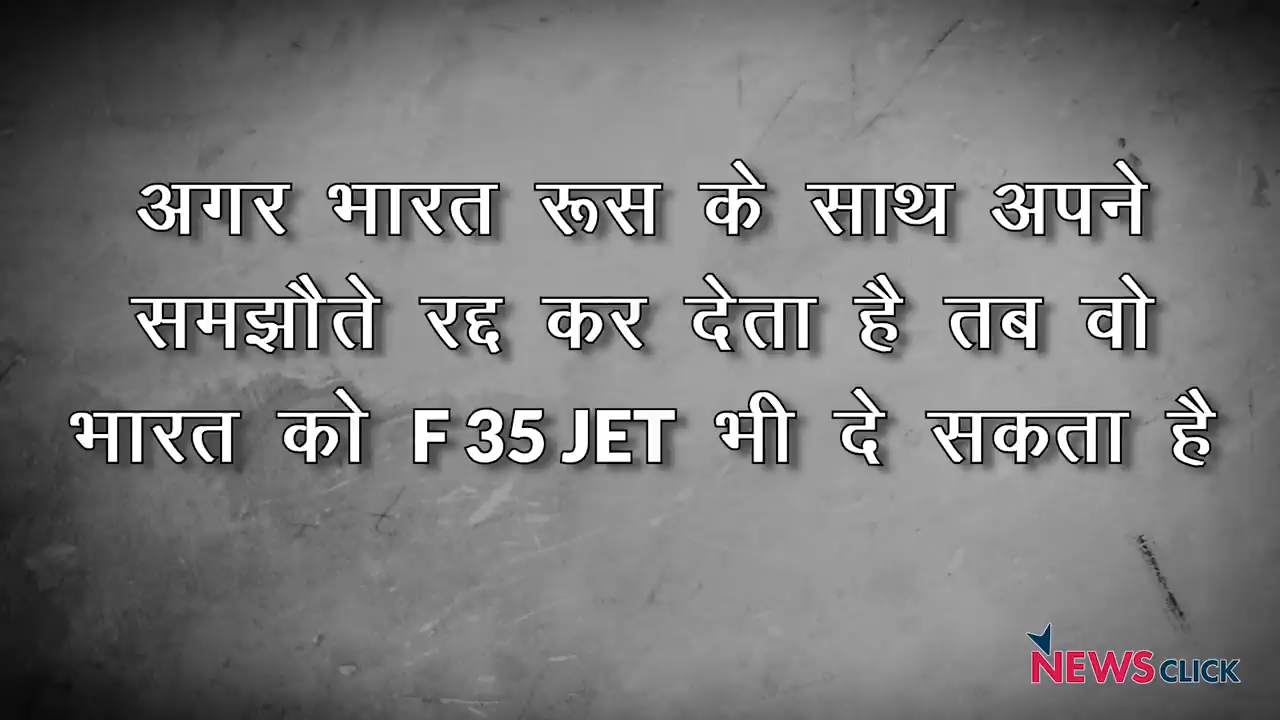 अगर भारत रूस के साथ अपने
समझौते रद्द कर देता है तब वो
भारत को F 35 JET भी दे सकता है
NEWSCLICK